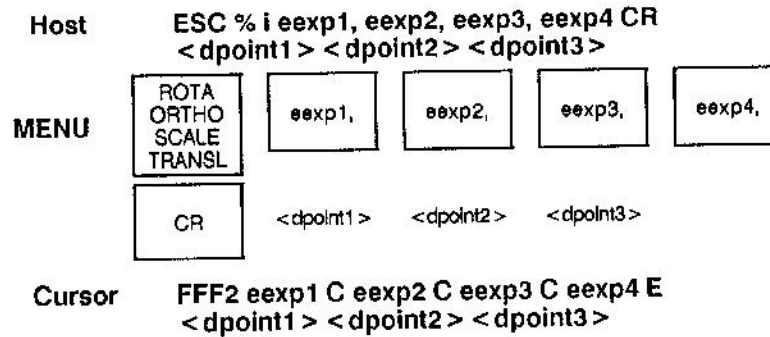 Host ESC % i eexp1, eexp2, eexp3, eexp4 CR
<dpoint1> <dpoint2> <dpoint3>
MENU
ROTA
ORTHO
SCALE
TRANSL
eexp1, eexp2, eexp3, eexp4,
CR <dpoint1> <dpoint2> <dpoint3>
Cursor FFF2 eexp1 C eexp2 C eexp3 C eexp4 E
<dpoint1> <dpoint2> <dpoint3>